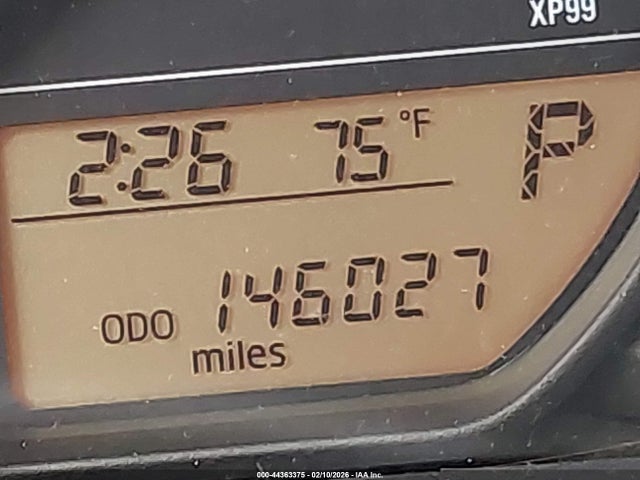 XP99
2:26 75 °F P
ODO 146027
miles
000-44363375 - 02/10/2026 - IAA Inc.